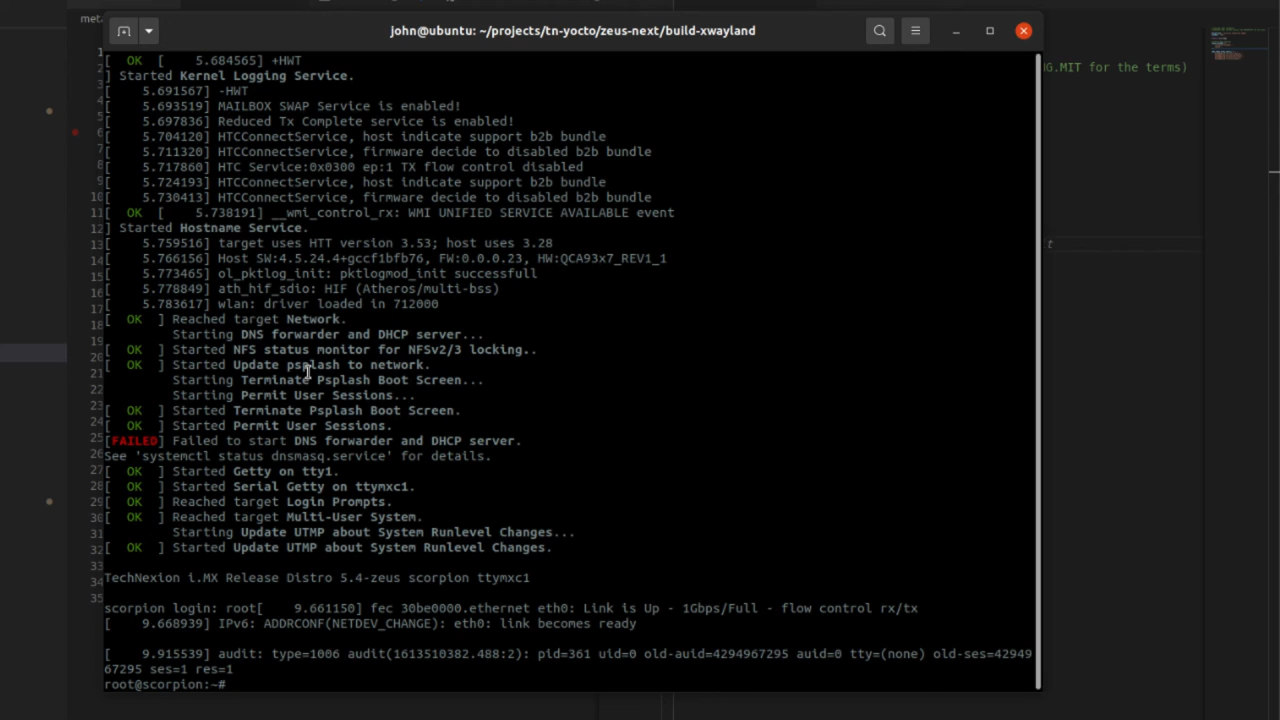 meta
john@ubuntu: ~/projects/tn-yocto/zeus-next/build-xwayland
NG.MIT for the terms)
[  OK  [    5.684565] +HWT
] Started Kernel Logging Service.
[    5.691567] -HWT
[    5.693519] MAILBOX SWAP Service is enabled!
[    5.697836] Reduced Tx Complete service is enabled!
[    5.704120] HTCConnectService, host indicate support b2b bundle
[    5.711320] HTCConnectService, firmware decide to disabled b2b bundle
[    5.717860] HTC Service:0x0300 ep:1 TX flow control disabled
[    5.724193] HTCConnectService, host indicate support b2b bundle
[    5.730413] HTCConnectService, firmware decide to disabled b2b bundle
[  OK  [    5.738191] __wmi_control_rx: WMI UNIFIED SERVICE AVAILABLE event
] Started Hostname Service.
[    5.759516] target uses HTT version 3.53; host uses 3.28
[    5.766156] Host SW:4.5.24.4+gccf1bfb76, FW:0.0.0.23, HW:QCA93x7_REV1_1
[    5.773465] ol_pktlog_init: pktlogmod_init successfully
[    5.778849] ath_hif_sdio: HIF (Atheros/multi-bss)
[    5.783617] wlan: driver loaded in 712000
[  OK  ] Reached target Network.
Starting DNS forwarder and DHCP server...
[  OK  ] Started NFS status monitor for NFSv2/3 locking..
[  OK  ] Started Update psplash to network.
Starting Terminate Psplash Boot Screen...
Starting Permit User Sessions...
[  OK  ] Started Terminate Psplash Boot Screen.
[  OK  ] Started Permit User Sessions.
[FAILED] Failed to start DNS forwarder and DHCP server.
See 'systemctl status dnsmasq.service' for details.
[  OK  ] Started Getty on tty1.
[  OK  ] Started Serial Getty on ttymxc1.
[  OK  ] Reached target Login Prompts.
[  OK  ] Reached target Multi-User System.
Starting Update UTMP about System Runlevel Changes...
[  OK  ] Started Update UTMP about System Runlevel Changes.
TechNexion i.MX Release Distro 5.4-zeus scorpion ttymxc1
scorpion login: root[    9.661150] fec 30be0000.ethernet eth0: Link is Up - 1Gbps/Full - flow control rx/tx
[    9.668939] IPv6: ADDRCONF(NETDEV_CHANGE): eth0: link becomes ready
[    9.915539] audit: type=1006 audit(1613510382.488:2): pid=361 uid=0 old-auid=4294967295 auid=0 tty=(none) old-ses=42949
67295 ses=1 res=1
root@scorpion:~#